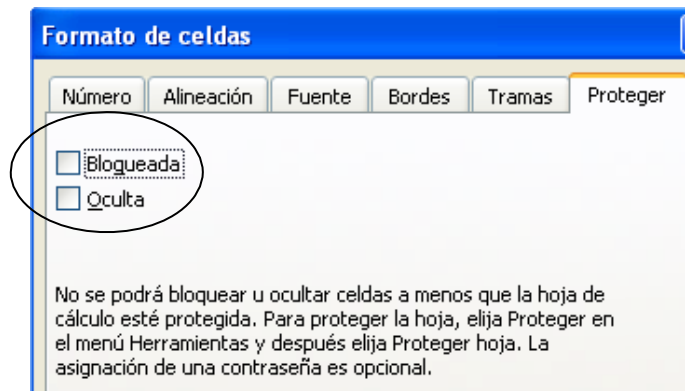 Formato de celdas
Número Alineación Fuente Bordes Tramas Proteger
Bloqueada
Oculta
No se podrá bloquear u ocultar celdas a menos que la hoja de
cálculo esté protegida. Para proteger la hoja, elija Proteger en
el menú Herramientas y después elija Proteger hoja. La
asignación de una contraseña es opcional.